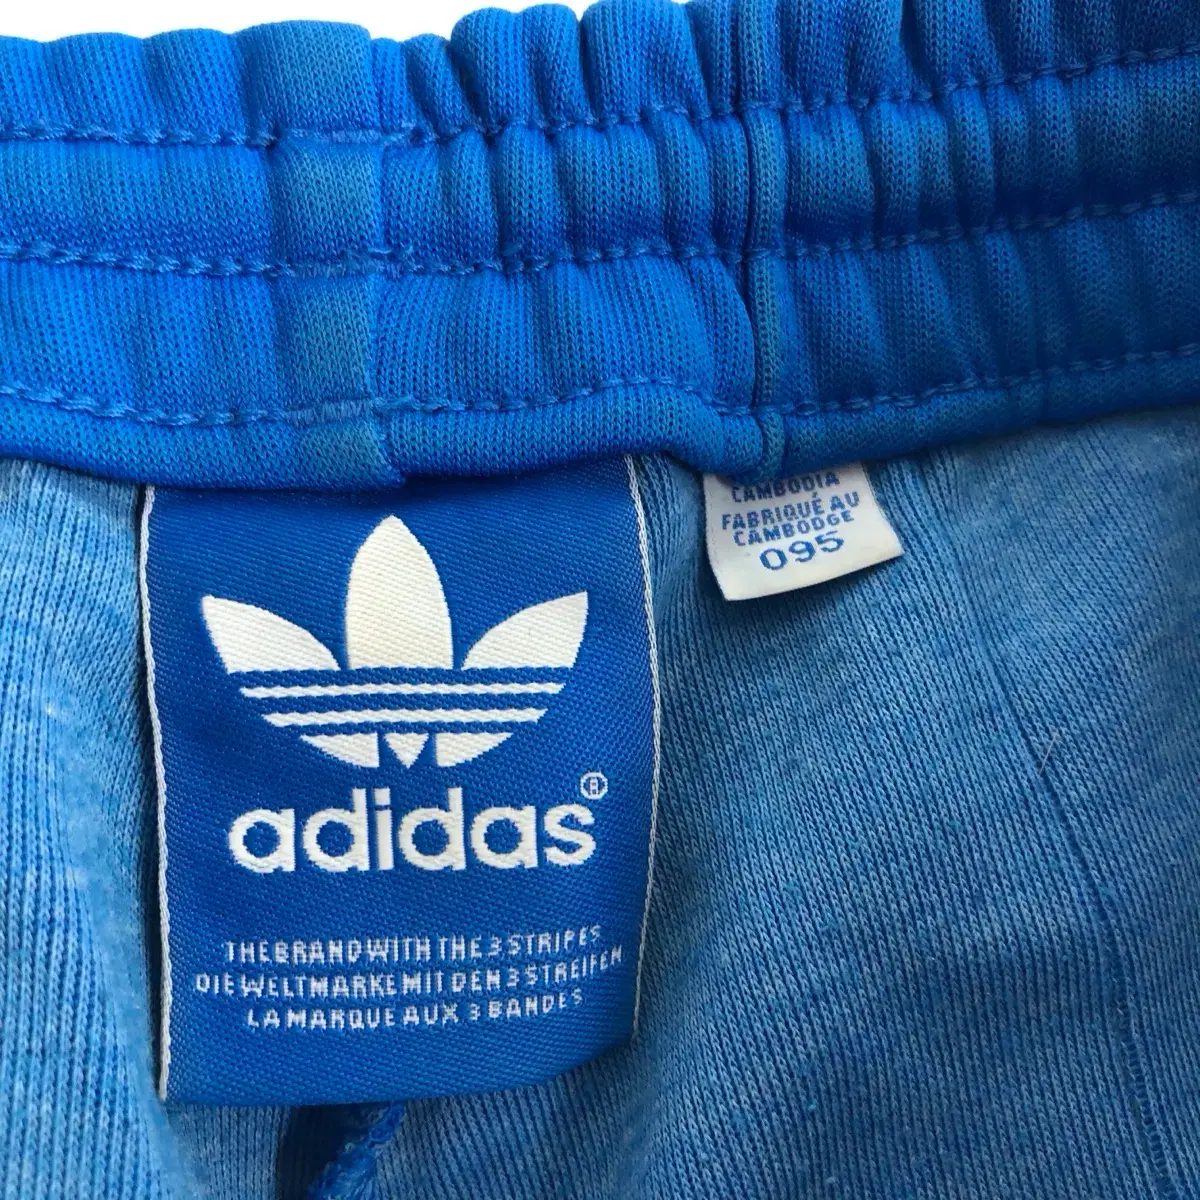 adidas®
THE BRAND WITH THE 3 STRIPES
DIE WELTMARKE MIT DEN 3 STREIFEN
LA MARQUE AUX 3 BANDES
CAMBODIA
FABRIQUÉ AU
CAMBODGE
095